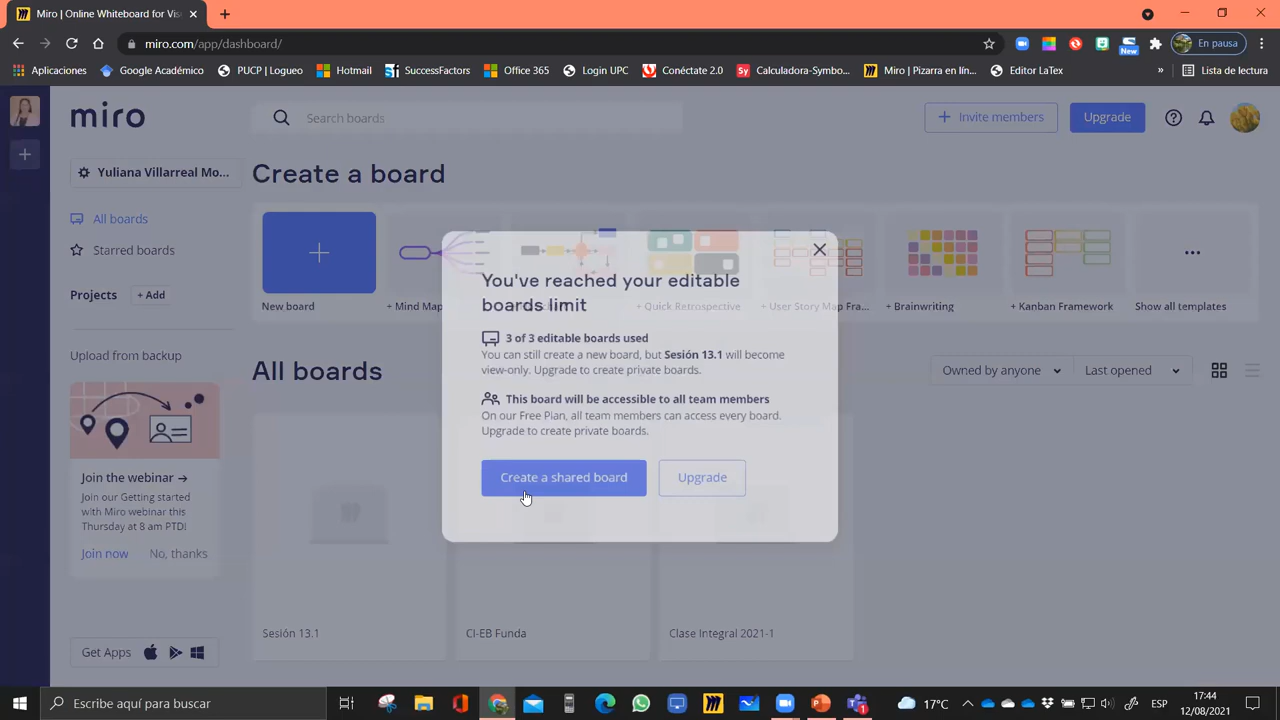 Miro | Online Whiteboard for Vis
miro.com/app/dashboard/
En pausa
Aplicaciones
Google Académico
PUCP | Logueo
Hotmail
SuccessFactors
Office 365
Login UPC
Conéctate 2.0
Calculadora-Symbo...
Miro | Pizarra en lín...
Editor LaTex
»
Lista de lectura
New
miro
Search boards
Invite members
Upgrade
Yuliana Villarreal Mo...
All boards
Starred boards
Projects
+ Add
Upload from backup
Join the webinar →
Join our Getting started
with Miro webinar this
Thursday at 8 am PTD!
Join now
No, thanks
Get Apps
Create a board
New board
+ Mind Map
+ Quick Retrospective
+ User Story Map Fra...
+ Brainwriting
+ Kanban Framework
Show all templates
All boards
Owned by anyone
Last opened
Sesión 13.1
CI-EB Funda
Clase Integral 2021-1
You've reached your editable
boards limit
3 of 3 editable boards used
You can still create a new board, but Sesión 13.1 will become
view-only. Upgrade to create private boards.
This board will be accessible to all team members
On our Free Plan, all team members can access every board.
Upgrade to create private boards.
Create a shared board
Upgrade
Escribe aquí para buscar
17°C
ESP
17:44
12/08/2021